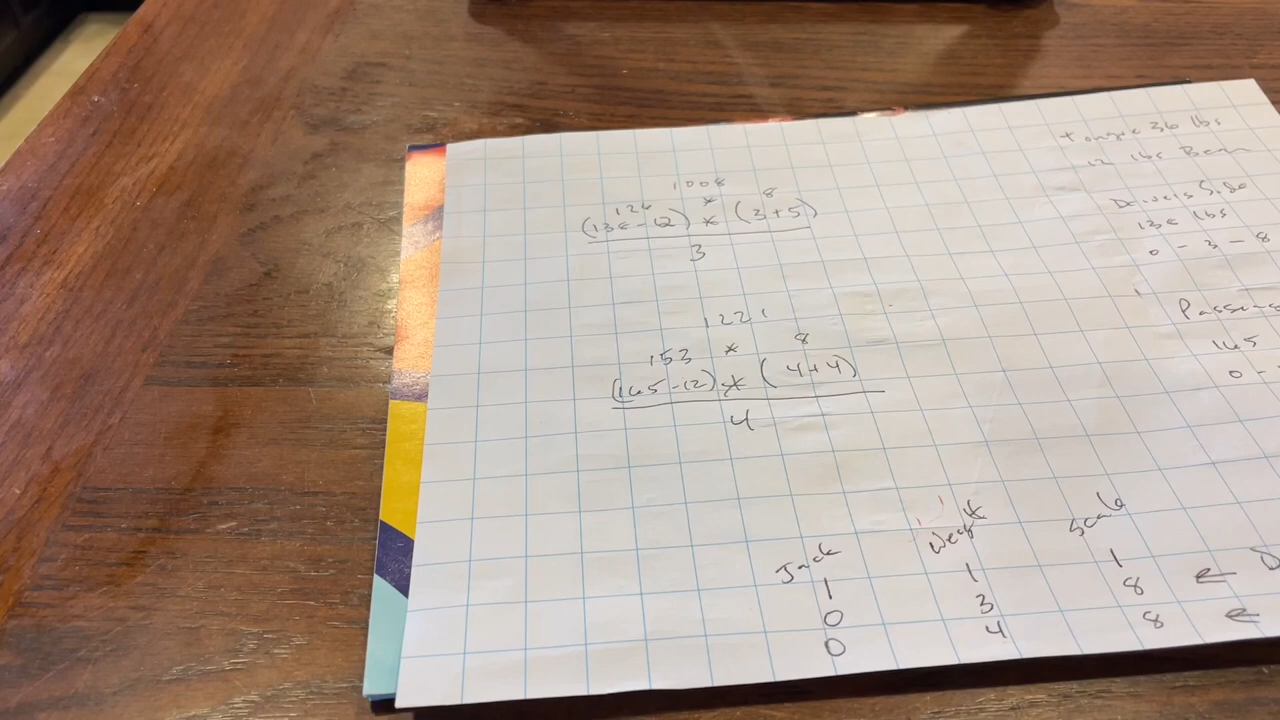 1008
126 * 8
(138-12) * (3+5)
3
1221
153 * 8
(165-12) * (4+4)
4
tongue 36 lbs
12 lbs Beam
Drivers Side
138 lbs
0 - 3 - 8
165
0 -
Jack Weight Scale
1 1 1
0 3 8 ←
0 4 8 ←